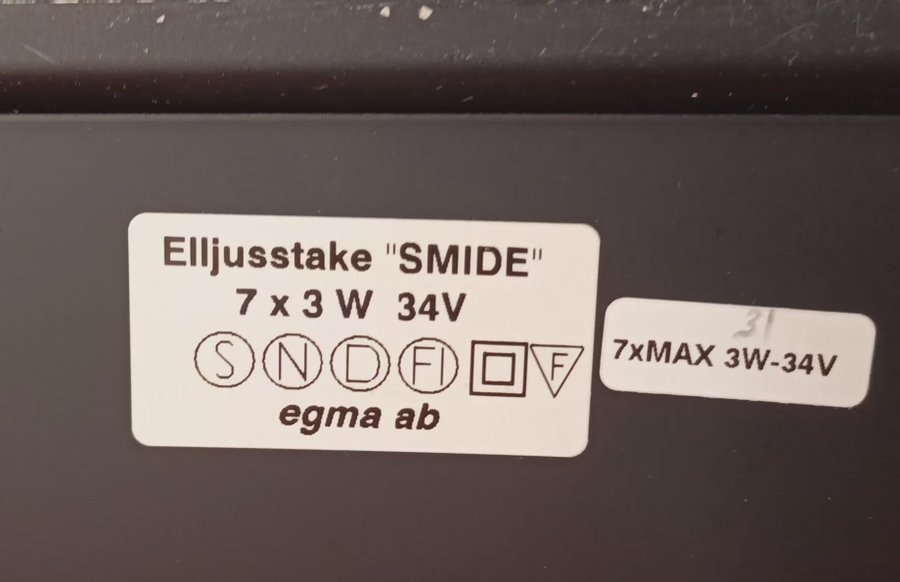 Elljusstake "SMIDE"
7 x 3 W 34V
S N D FI F
egma ab
31
7xMAX 3W-34V